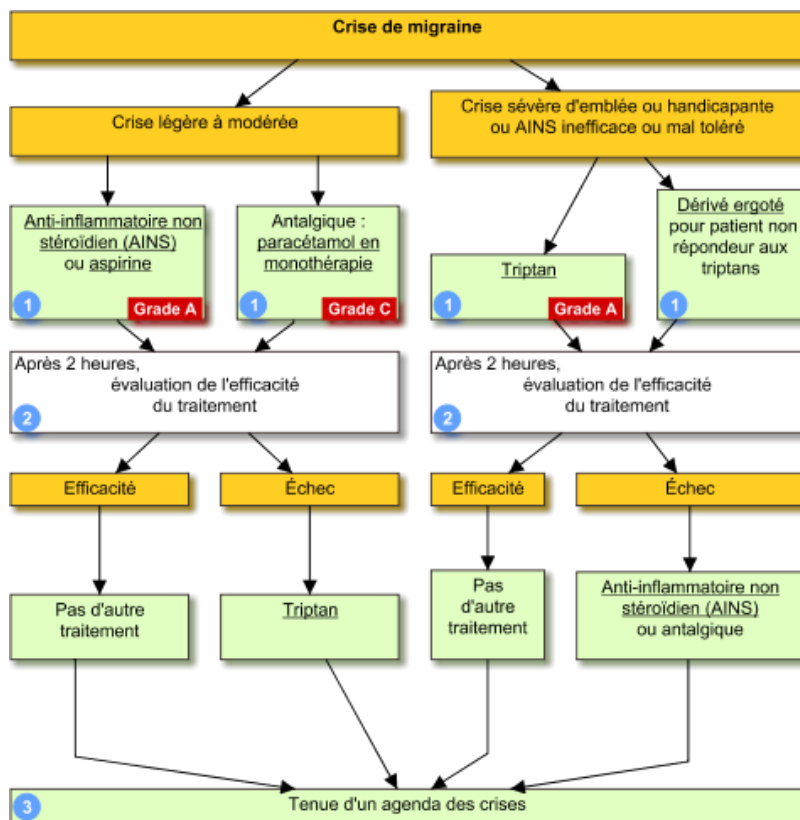 Crise de migraine
Crise légère à modérée
Crise sévère d'emblée ou handicapante
ou AINS inefficace ou mal toléré
Anti-inflammatoire non
stéroïdien (AINS)
ou aspirine
1
Grade A
Antalgique :
paracétamol en
monothérapie
1
Grade C
Triptan
1
Grade A
Dérivé ergoté
pour patient non
répondeur aux
triptans
1
Après 2 heures,
évaluation de l'efficacité
du traitement
2
Après 2 heures,
évaluation de l'efficacité
du traitement
2
Efficacité
Échec
Efficacité
Échec
Pas d'autre
traitement
Triptan
Pas
d'autre
traitement
Anti-inflammatoire non
stéroïdien (AINS)
ou antalgique
3
Tenue d'un agenda des crises